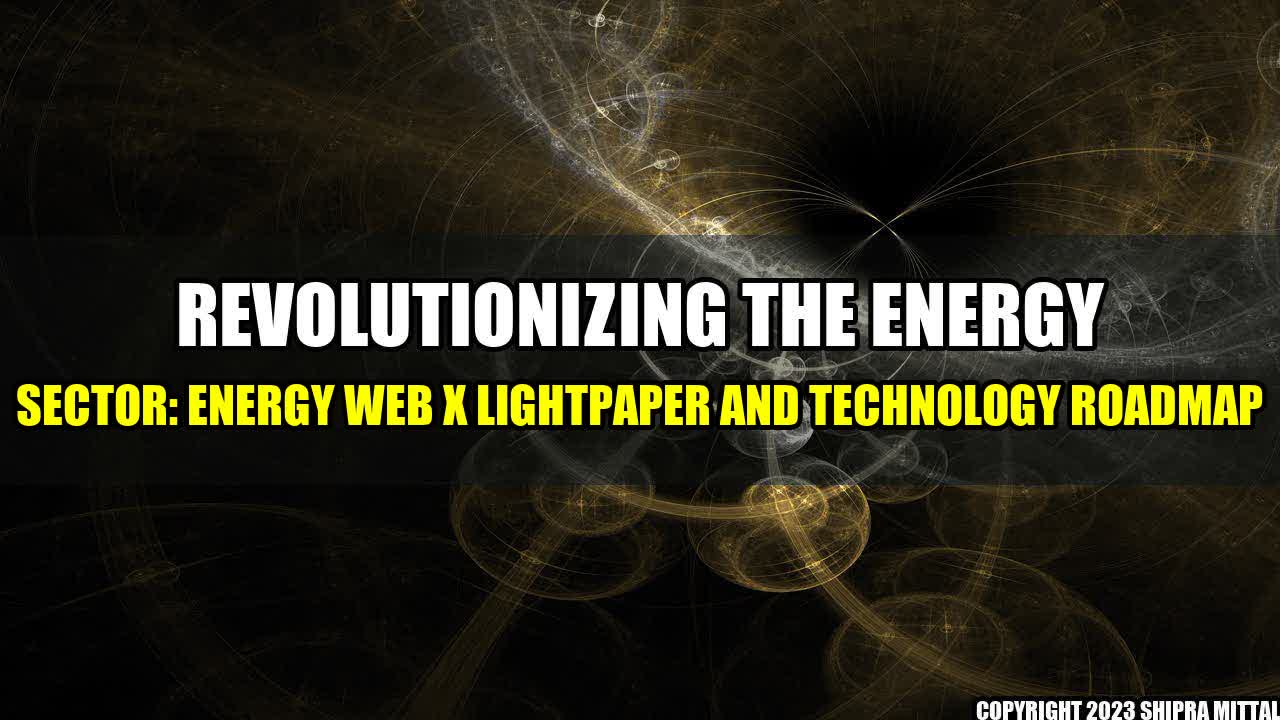 REVOLUTIONIZING THE ENERGY
SECTOR: ENERGY WEB X LIGHTPAPER AND TECHNOLOGY ROADMAP
COPYRIGHT 2023 SHIPRA MITTAL